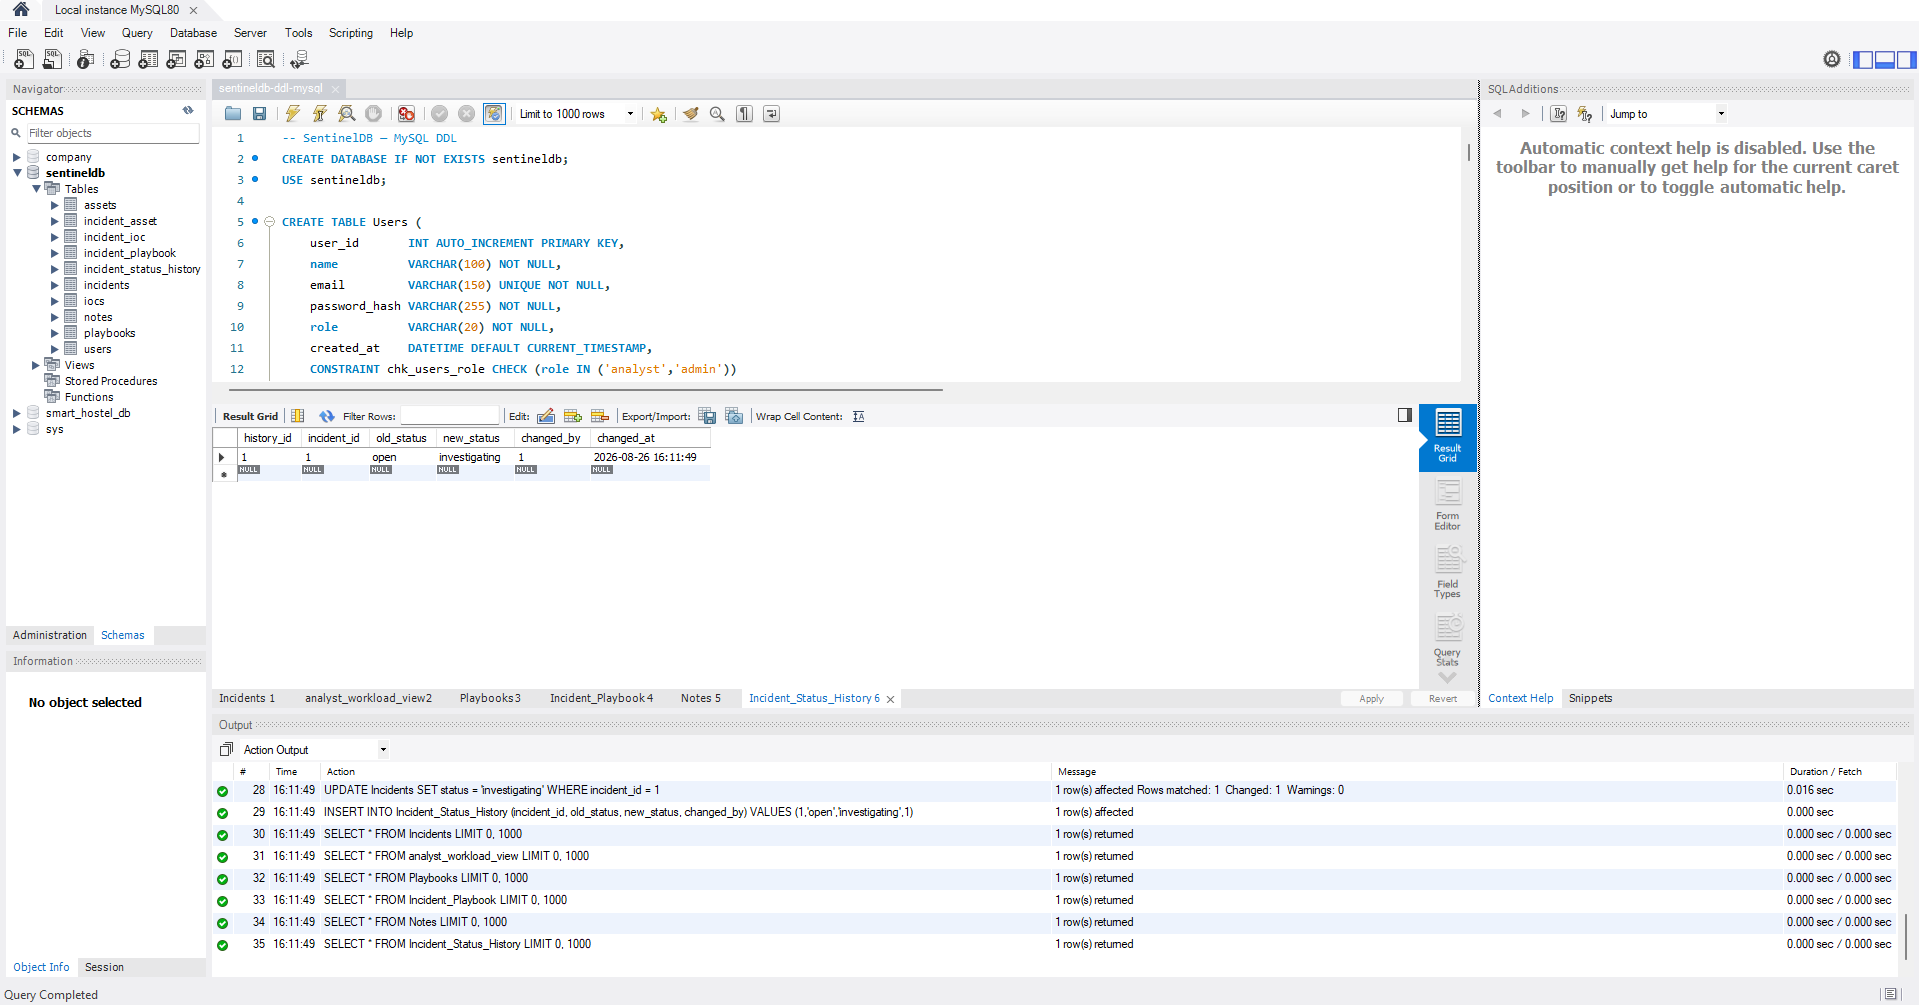 Local instance MySQL80
File Edit View Query Database Server Tools Scripting Help
Navigator
SCHEMAS
Filter objects
company
sentineldb
Tables
assets
incident_asset
incident_ioc
incident_playbook
incident_status_history
incidents
iocs
notes
playbooks
users
Views
Stored Procedures
Functions
smart_hostel_db
sys
Administration Schemas
Information
No object selected
Object Info Session
sentineldb-ddl-mysql
Limit to 1000 rows
1 -- SentinelDB — MySQL DDL
2 CREATE DATABASE IF NOT EXISTS sentineldb;
3 USE sentineldb;
4
5 CREATE TABLE Users (
6 user_id INT AUTO_INCREMENT PRIMARY KEY,
7 name VARCHAR(100) NOT NULL,
8 email VARCHAR(150) UNIQUE NOT NULL,
9 password_hash VARCHAR(255) NOT NULL,
10 role VARCHAR(20) NOT NULL,
11 created_at DATETIME DEFAULT CURRENT_TIMESTAMP,
12 CONSTRAINT chk_users_role CHECK (role IN ('analyst','admin'))
Result Grid Filter Rows: Edit: Export/Import: Wrap Cell Content:
history_id incident_id old_status new_status changed_by changed_at
1 1 open investigating 1 2026-08-26 16:11:49
NULL NULL NULL NULL NULL NULL
Result Grid
Form Editor
Field Types
Query Stats
Incidents 1 analyst_workload_view2 Playbooks3 Incident_Playbook4 Notes 5 Incident_Status_History 6 Apply Revert
SQLAdditions
Jump to
Automatic context help is disabled. Use the
toolbar to manually get help for the current caret
position or to toggle automatic help.
Context Help Snippets
Output
Action Output
# Time Action Message Duration / Fetch
28 16:11:49 UPDATE Incidents SET status = 'investigating' WHERE incident_id = 1 1 row(s) affected Rows matched: 1 Changed: 1 Warnings: 0 0.016 sec
29 16:11:49 INSERT INTO Incident_Status_History (incident_id, old_status, new_status, changed_by) VALUES (1,'open','investigating',1) 1 row(s) affected 0.000 sec
30 16:11:49 SELECT * FROM Incidents LIMIT 0, 1000 1 row(s) returned 0.000 sec / 0.000 sec
31 16:11:49 SELECT * FROM analyst_workload_view LIMIT 0, 1000 1 row(s) returned 0.000 sec / 0.000 sec
32 16:11:49 SELECT * FROM Playbooks LIMIT 0, 1000 1 row(s) returned 0.000 sec / 0.000 sec
33 16:11:49 SELECT * FROM Incident_Playbook LIMIT 0, 1000 1 row(s) returned 0.000 sec / 0.000 sec
34 16:11:49 SELECT * FROM Notes LIMIT 0, 1000 1 row(s) returned 0.000 sec / 0.000 sec
35 16:11:49 SELECT * FROM Incident_Status_History LIMIT 0, 1000 1 row(s) returned 0.000 sec / 0.000 sec
Query Completed